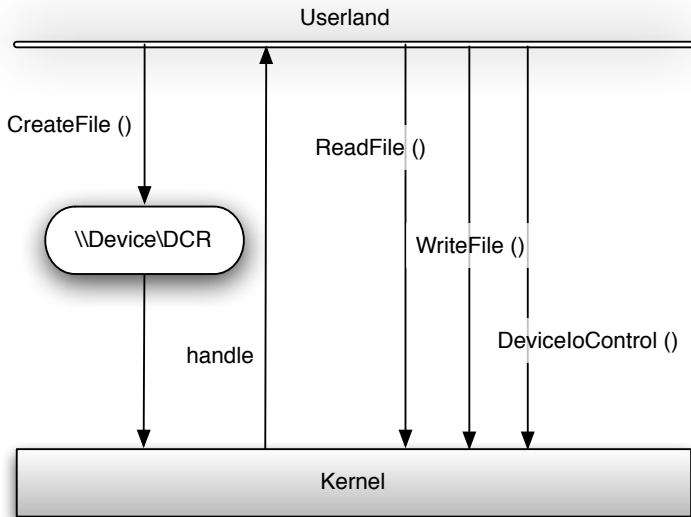 Userland
CreateFile ()
ReadFile ()
\\Device\DCR
WriteFile ()
DeviceIoControl ()
handle
Kernel